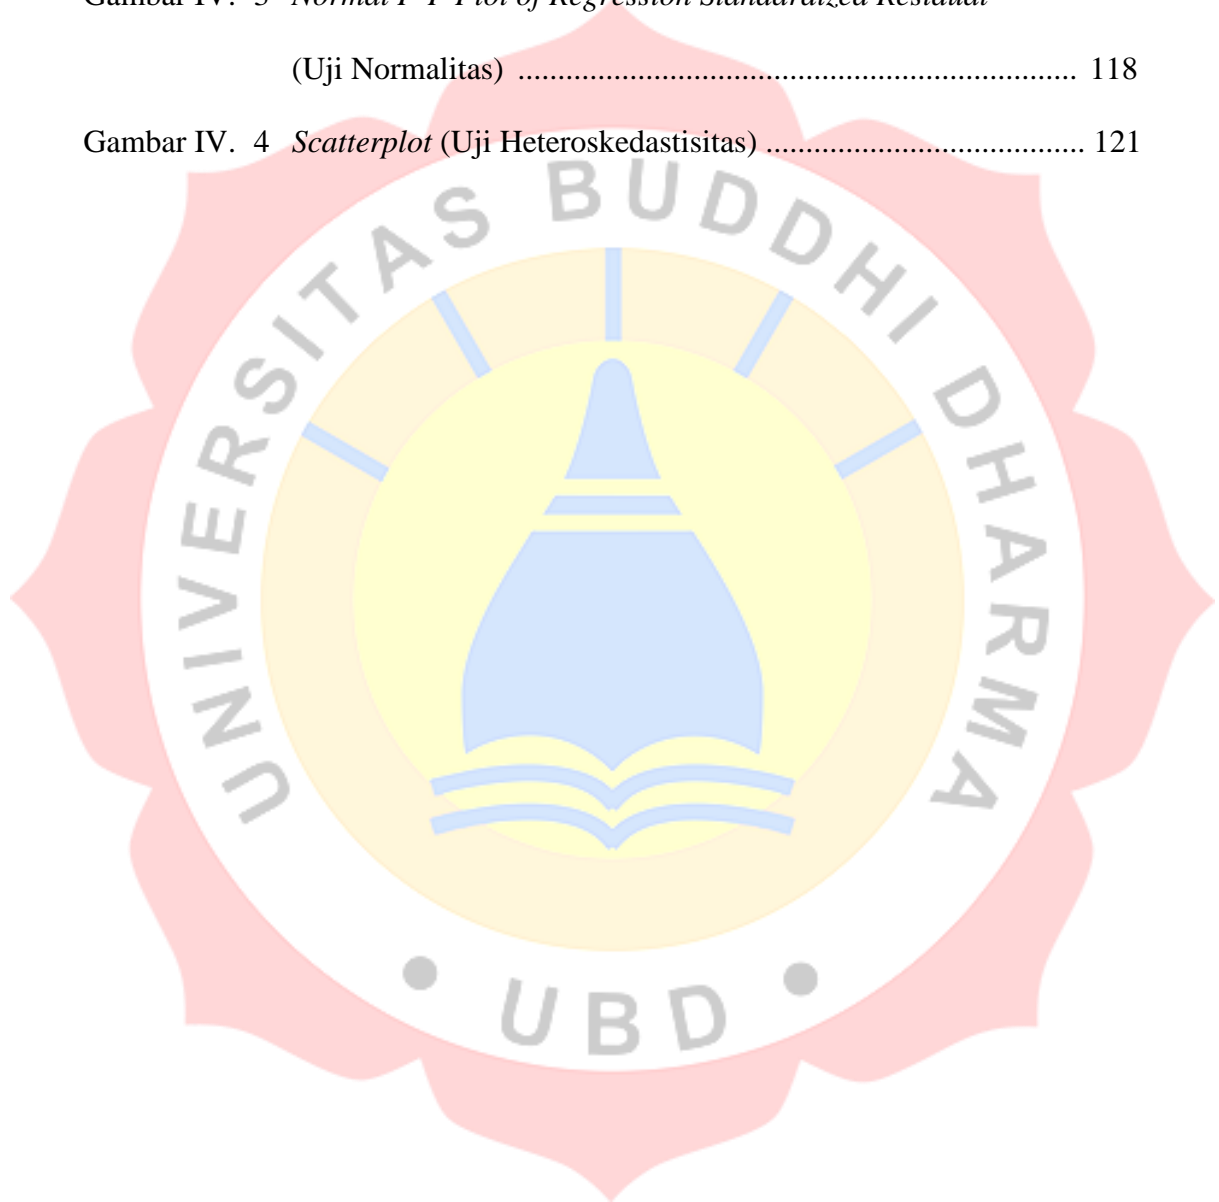 Gambar IV. 3 Normal P-P Plot of Regression Standardized Residual
(Uji Normalitas) ..................................................................... 118
Gambar IV. 4 Scatterplot (Uji Heteroskedastisitas) ....................................... 121
UNIVERSITAS BUDDHI DHARMA
• UBD •